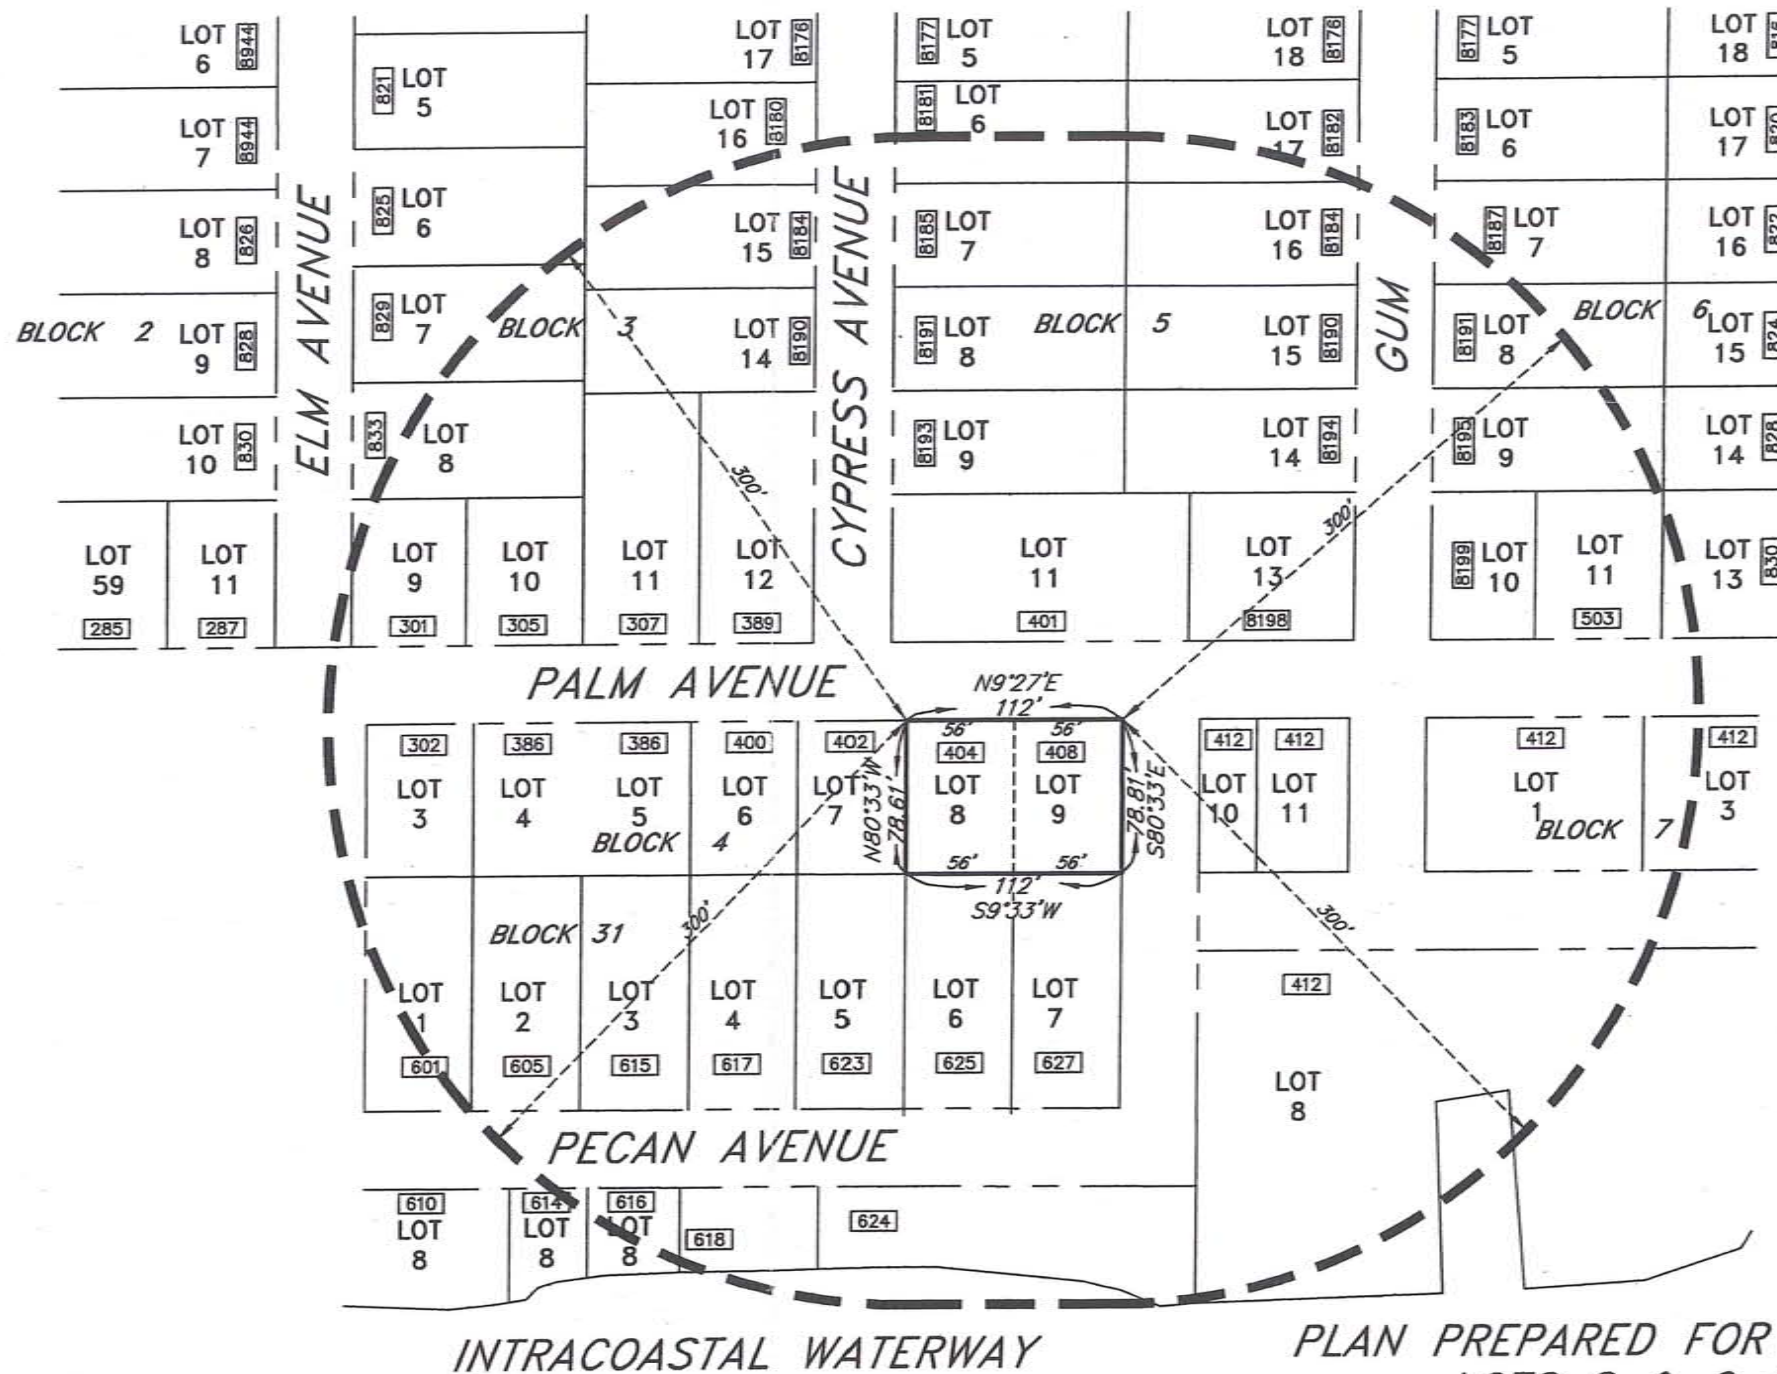 LOT 6 8944
LOT 7 8944
LOT 8 826
BLOCK 2 LOT 9 828
LOT 10 830
LOT 59 285
LOT 11 287
ELM AVENUE
821 LOT 5
825 LOT 6
829 LOT 7
BLOCK 3
833 LOT 8
LOT 9 301
LOT 10 305
LOT 11 307
LOT 12 389
LOT 17 8176
LOT 16 8180
LOT 15 8184
LOT 14 8190
300'
CYPRESS AVENUE
8177 LOT 5
8181 LOT 6
8185 LOT 7
8191 LOT 8
BLOCK 5
8193 LOT 9
LOT 11 401
LOT 18 8176
LOT 17 8182
LOT 16 8184
LOT 15 8190
LOT 14 8194
LOT 13 8198
300'
GUM
8177 LOT 5
8183 LOT 6
8187 LOT 7
8191 LOT 8
BLOCK 6
8195 LOT 9
8199 LOT 10
LOT 11 503
LOT 18
LOT 17
LOT 16
LOT 15
LOT 14 828
LOT 13 830
PALM AVENUE
N9°27'E
112'
56' 56'
302 LOT 3
386 LOT 4
386 LOT 5
400 LOT 6
402 LOT 7
BLOCK 4
N80°33'W
78.61'
404 LOT 8
408 LOT 9
78.81'
S80°33'E
56' 56'
112'
S9°33'W
412 LOT 10
412 LOT 11
412 LOT 1
BLOCK 7
412 LOT 3
BLOCK 31
300'
300'
LOT 1 601
LOT 2 605
LOT 3 615
LOT 4 617
LOT 5 623
LOT 6 625
LOT 7 627
412
LOT 8
PECAN AVENUE
610 LOT 8
614 LOT 8
616 LOT 8
618
624
INTRACOASTAL WATERWAY
PLAN PREPARED FOR